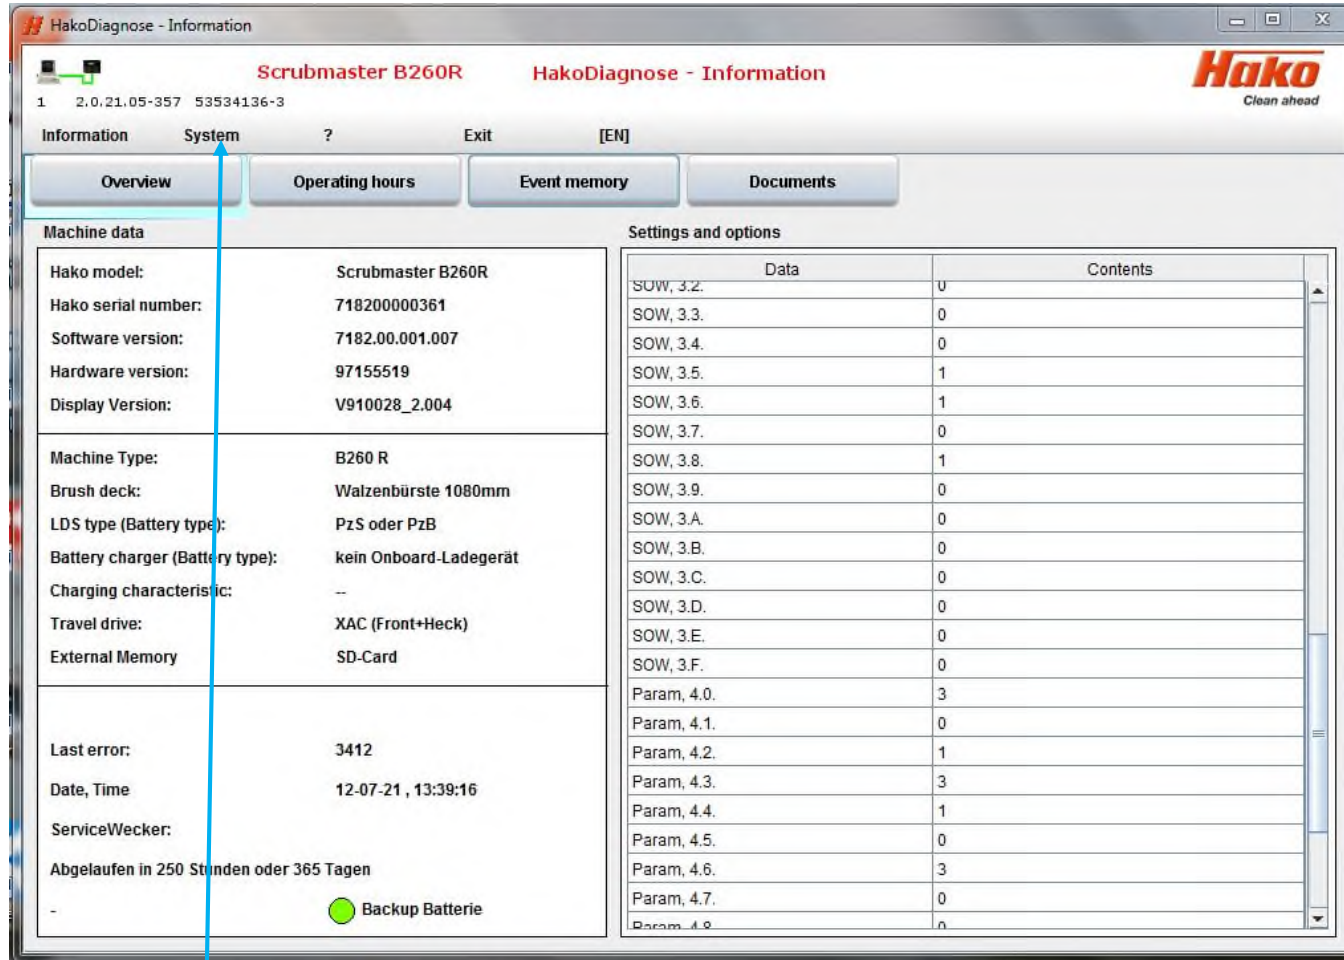 HakoDiagnose - Information
Scrubmaster B260R HakoDiagnose - Information
Hako
Clean ahead
1 2.0.21.05-357 53534136-3
Information System ? Exit [EN]
Overview Operating hours Event memory Documents
Machine data
Hako model: Scrubmaster B260R
Hako serial number: 718200000361
Software version: 7182.00.001.007
Hardware version: 97155519
Display Version: V910028_2.004
Machine Type: B260 R
Brush deck: Walzenbürste 1080mm
LDS type (Battery type): PzS oder PzB
Battery charger (Battery type): kein Onboard-Ladegerät
Charging characteristic: --
Travel drive: XAC (Front+Heck)
External Memory SD-Card
Last error: 3412
Date, Time 12-07-21 , 13:39:16
ServiceWecker:
Abgelaufen in 250 Stunden oder 365 Tagen
- Backup Batterie
Settings and options
Data Contents
SOW, 3.2. 0
SOW, 3.3. 0
SOW, 3.4. 0
SOW, 3.5. 1
SOW, 3.6. 1
SOW, 3.7. 0
SOW, 3.8. 1
SOW, 3.9. 0
SOW, 3.A. 0
SOW, 3.B. 0
SOW, 3.C. 0
SOW, 3.D. 0
SOW, 3.E. 0
SOW, 3.F. 0
Param, 4.0. 3
Param, 4.1. 0
Param, 4.2. 1
Param, 4.3. 3
Param, 4.4. 1
Param, 4.5. 0
Param, 4.6. 3
Param, 4.7. 0
Param, 4.8. 0